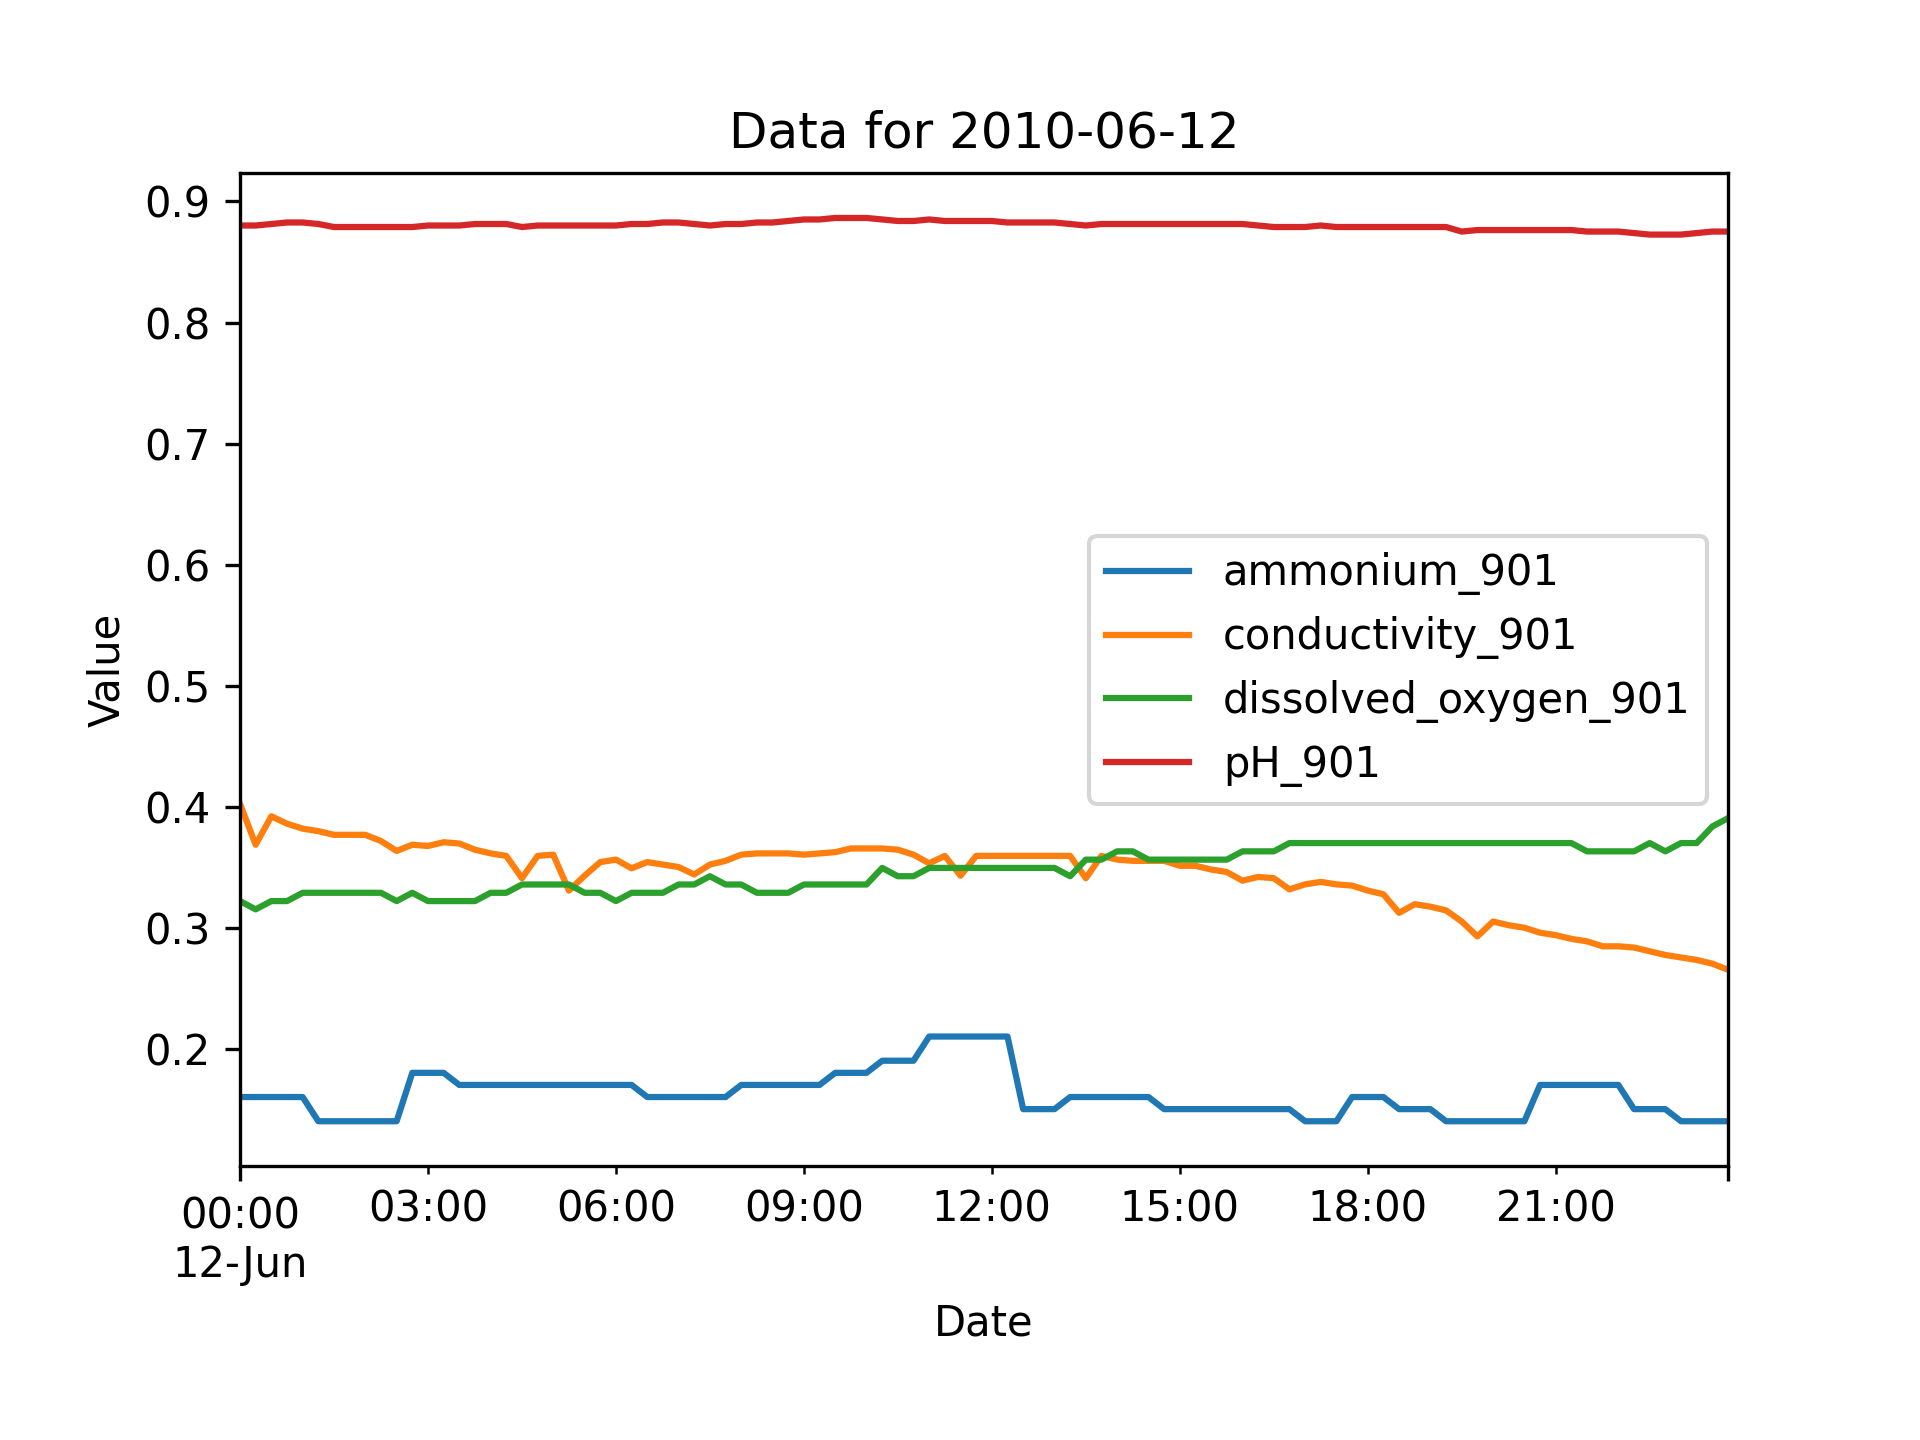 Data for 2010-06-12
0.9
0.8
0.7
0.6
0.5
0.4
0.3
0.2
Value
ammonium_901
conductivity_901
dissolved_oxygen_901
pH_901
00:00 03:00 06:00 09:00 12:00 15:00 18:00 21:00
12-Jun
Date